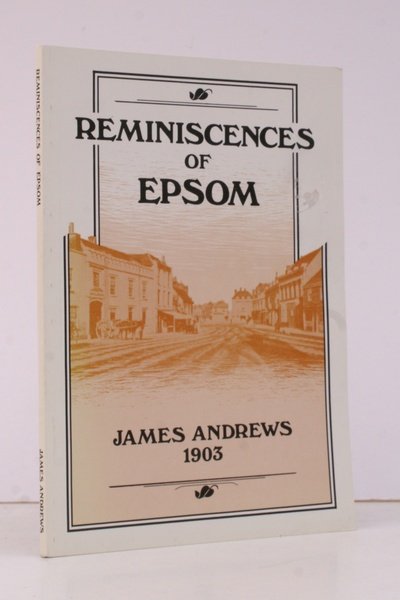 REMINISCENCES
OF
EPSOM
JAMES ANDREWS
1903
REMINISCENCES OF EPSOM
JAMES ANDREWS